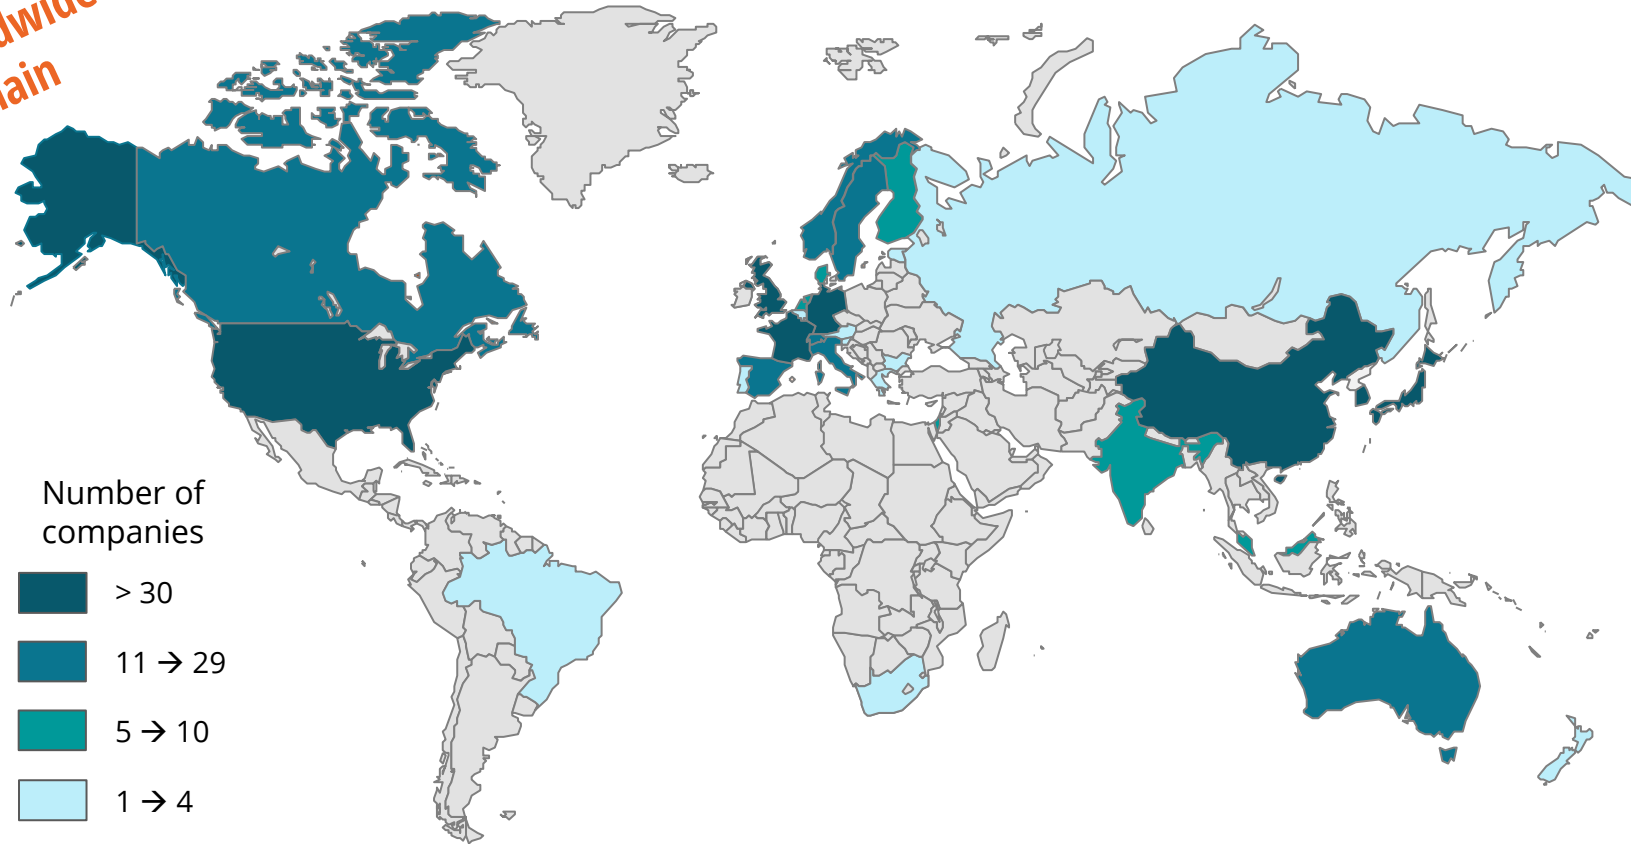 Number of
companies
> 30
11 → 29
5 → 10
1 → 4